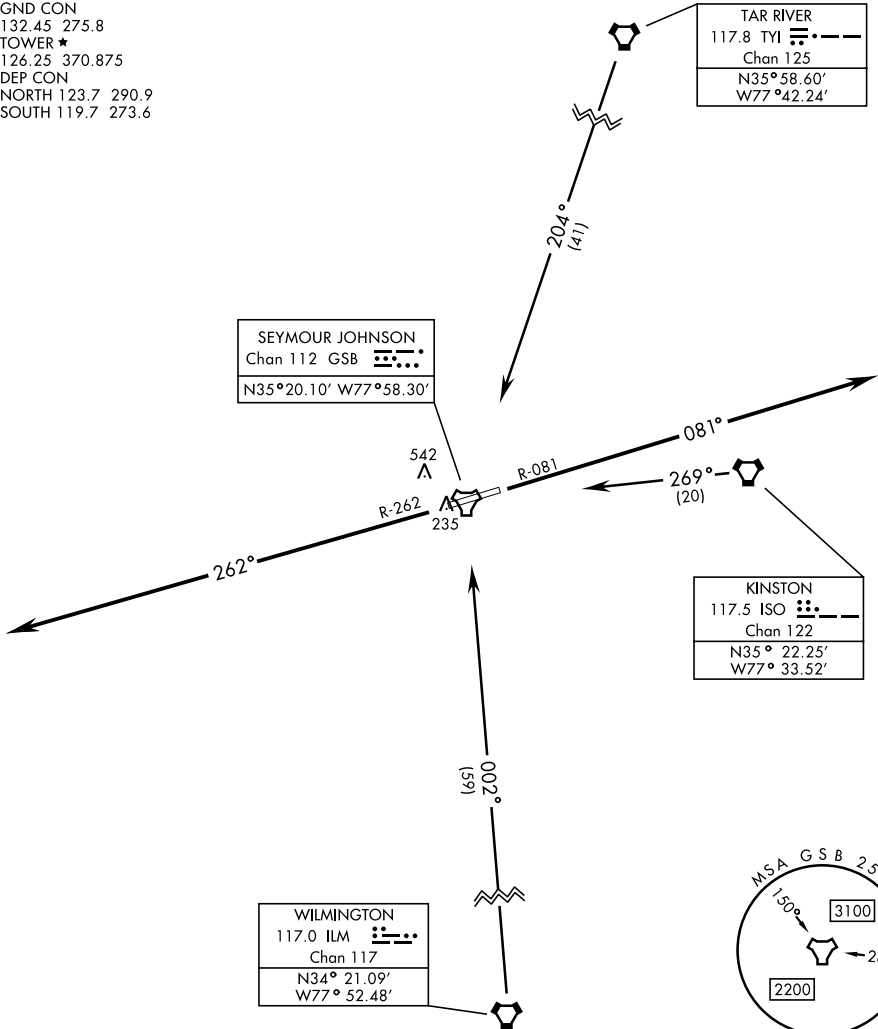 GND CON
132.45 275.8
TOWER ★
126.25 370.875
DEP CON
NORTH 123.7 290.9
SOUTH 119.7 273.6
TAR RIVER
117.8 TYI
Chan 125
N35°58.60'
W77°42.24'
204°
(41)
SEYMOUR JOHNSON
Chan 112 GSB
N35°20.10' W77°58.30'
542
235
R-262
262°
R-081
081°
269°
(20)
KINSTON
117.5 ISO
Chan 122
N35° 22.25'
W77° 33.52'
002°
(59)
WILMINGTON
117.0 ILM
Chan 117
N34° 21.09'
W77° 52.48'
MSA GSB 25
150°
3100
2200